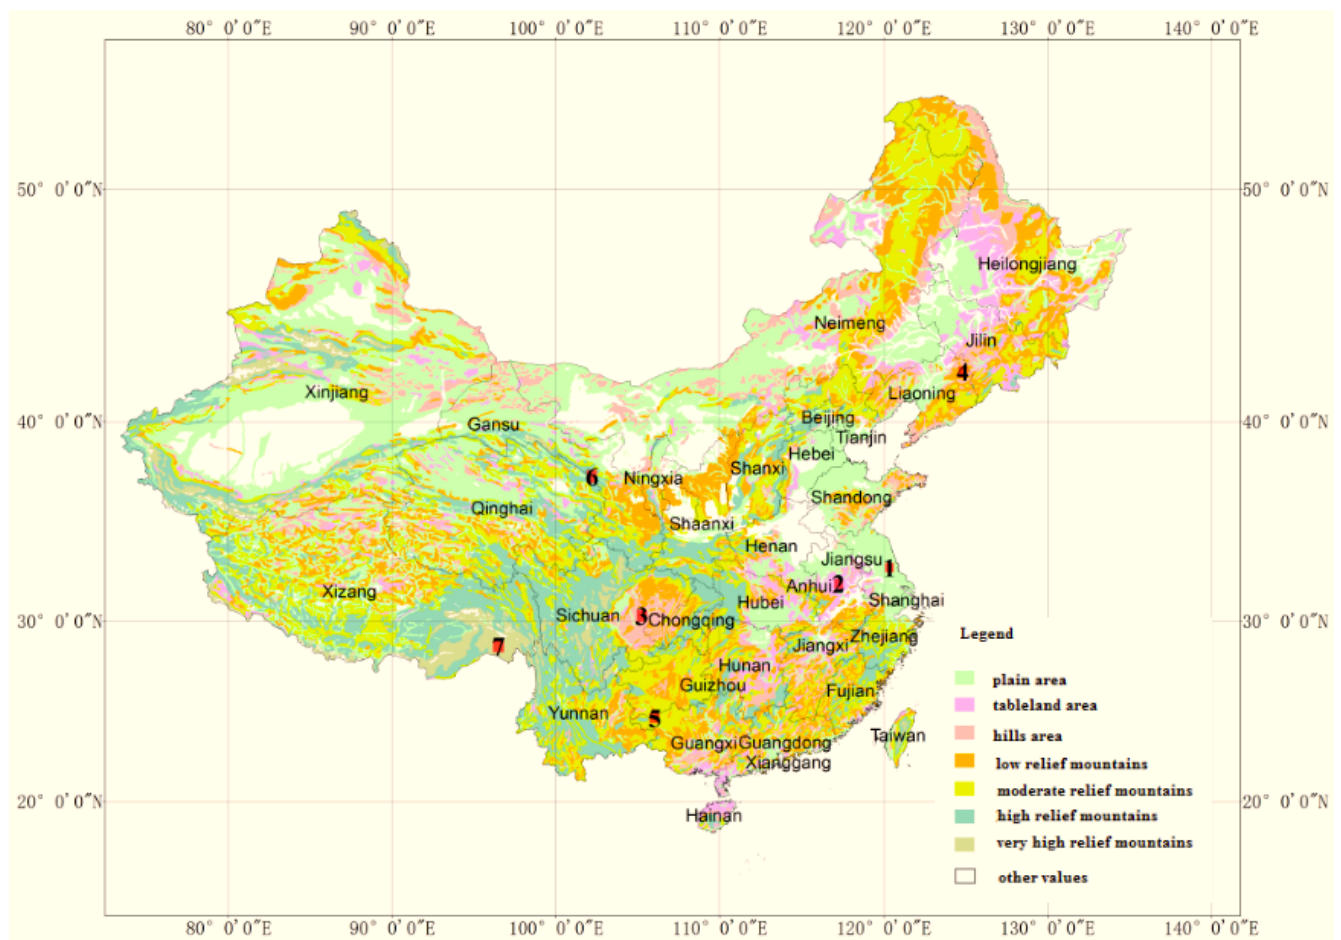 80° 0′0″E 90° 0′0″E 100° 0′0″E 110° 0′0″E 120° 0′0″E 130° 0′0″E 140° 0′0″E
50° 0′0″N 50° 0′0″N
Heilongjiang
Neimeng
Jilin
4
Xinjiang Liaoning
40° 0′0″N Gansu Beijing 40° 0′0″N
Tianjin
Hebei
6 Ningxia Shanxi
Qinghai Shandong
Shaanxi
Henan
Jiangsu 1
Xizang Anhui 2
Hubei Shanghai
30° 0′0″N Sichuan 3 Chongqing 30° 0′0″N
7 Jiangxi Zhejiang
Hunan
Guizhou Fujian
Yunnan 5
Guangxi Guangdong Taiwan
Xianggang
20° 0′0″N Hainan 20° 0′0″N
Legend
plain area
tableland area
hills area
low relief mountains
moderate relief mountains
high relief mountains
very high relief mountains
other values
80° 0′0″E 90° 0′0″E 100° 0′0″E 110° 0′0″E 120° 0′0″E 130° 0′0″E 140° 0′0″E